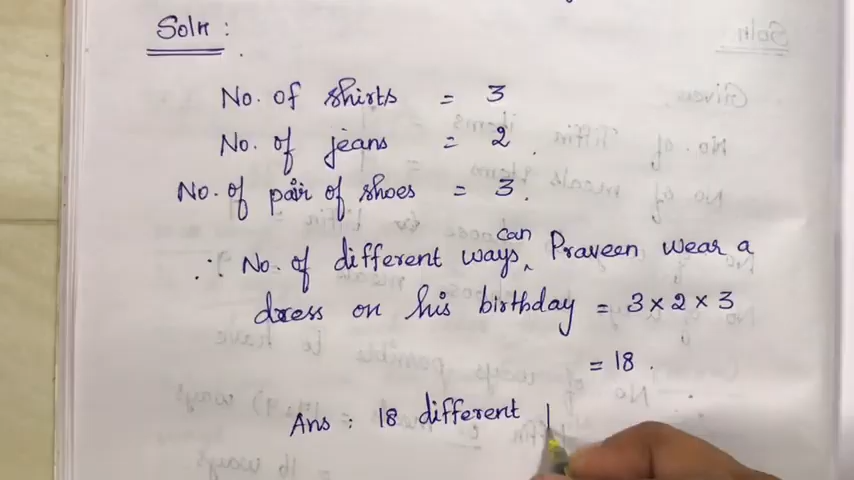 Soln :
No. of shirts = 3
No. of jeans = 2.
No. of pair of shoes = 3.
∴ No. of different ways can Praveen wear a
dress on his birthday = 3 × 2 × 3
= 18.
Ans : 18 different